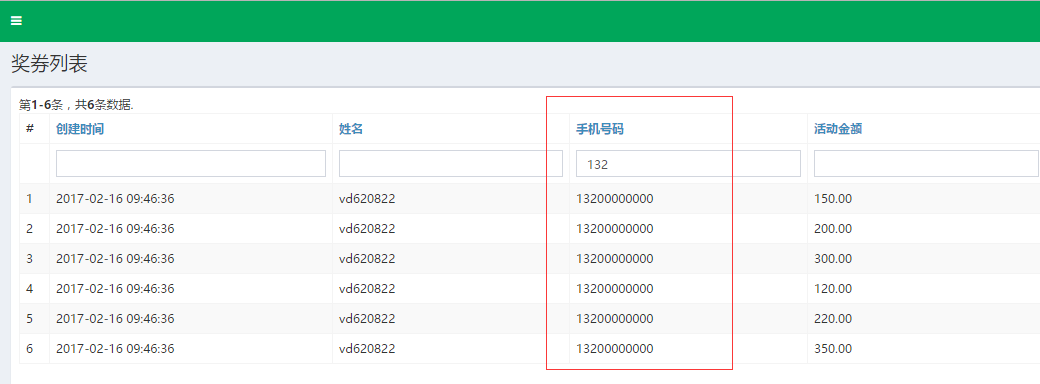 奖券列表
第1-6条，共6条数据.
# 创建时间 姓名 手机号码 活动金额
132
1 2017-02-16 09:46:36 vd620822 13200000000 150.00
2 2017-02-16 09:46:36 vd620822 13200000000 200.00
3 2017-02-16 09:46:36 vd620822 13200000000 300.00
4 2017-02-16 09:46:36 vd620822 13200000000 120.00
5 2017-02-16 09:46:36 vd620822 13200000000 220.00
6 2017-02-16 09:46:36 vd620822 13200000000 350.00